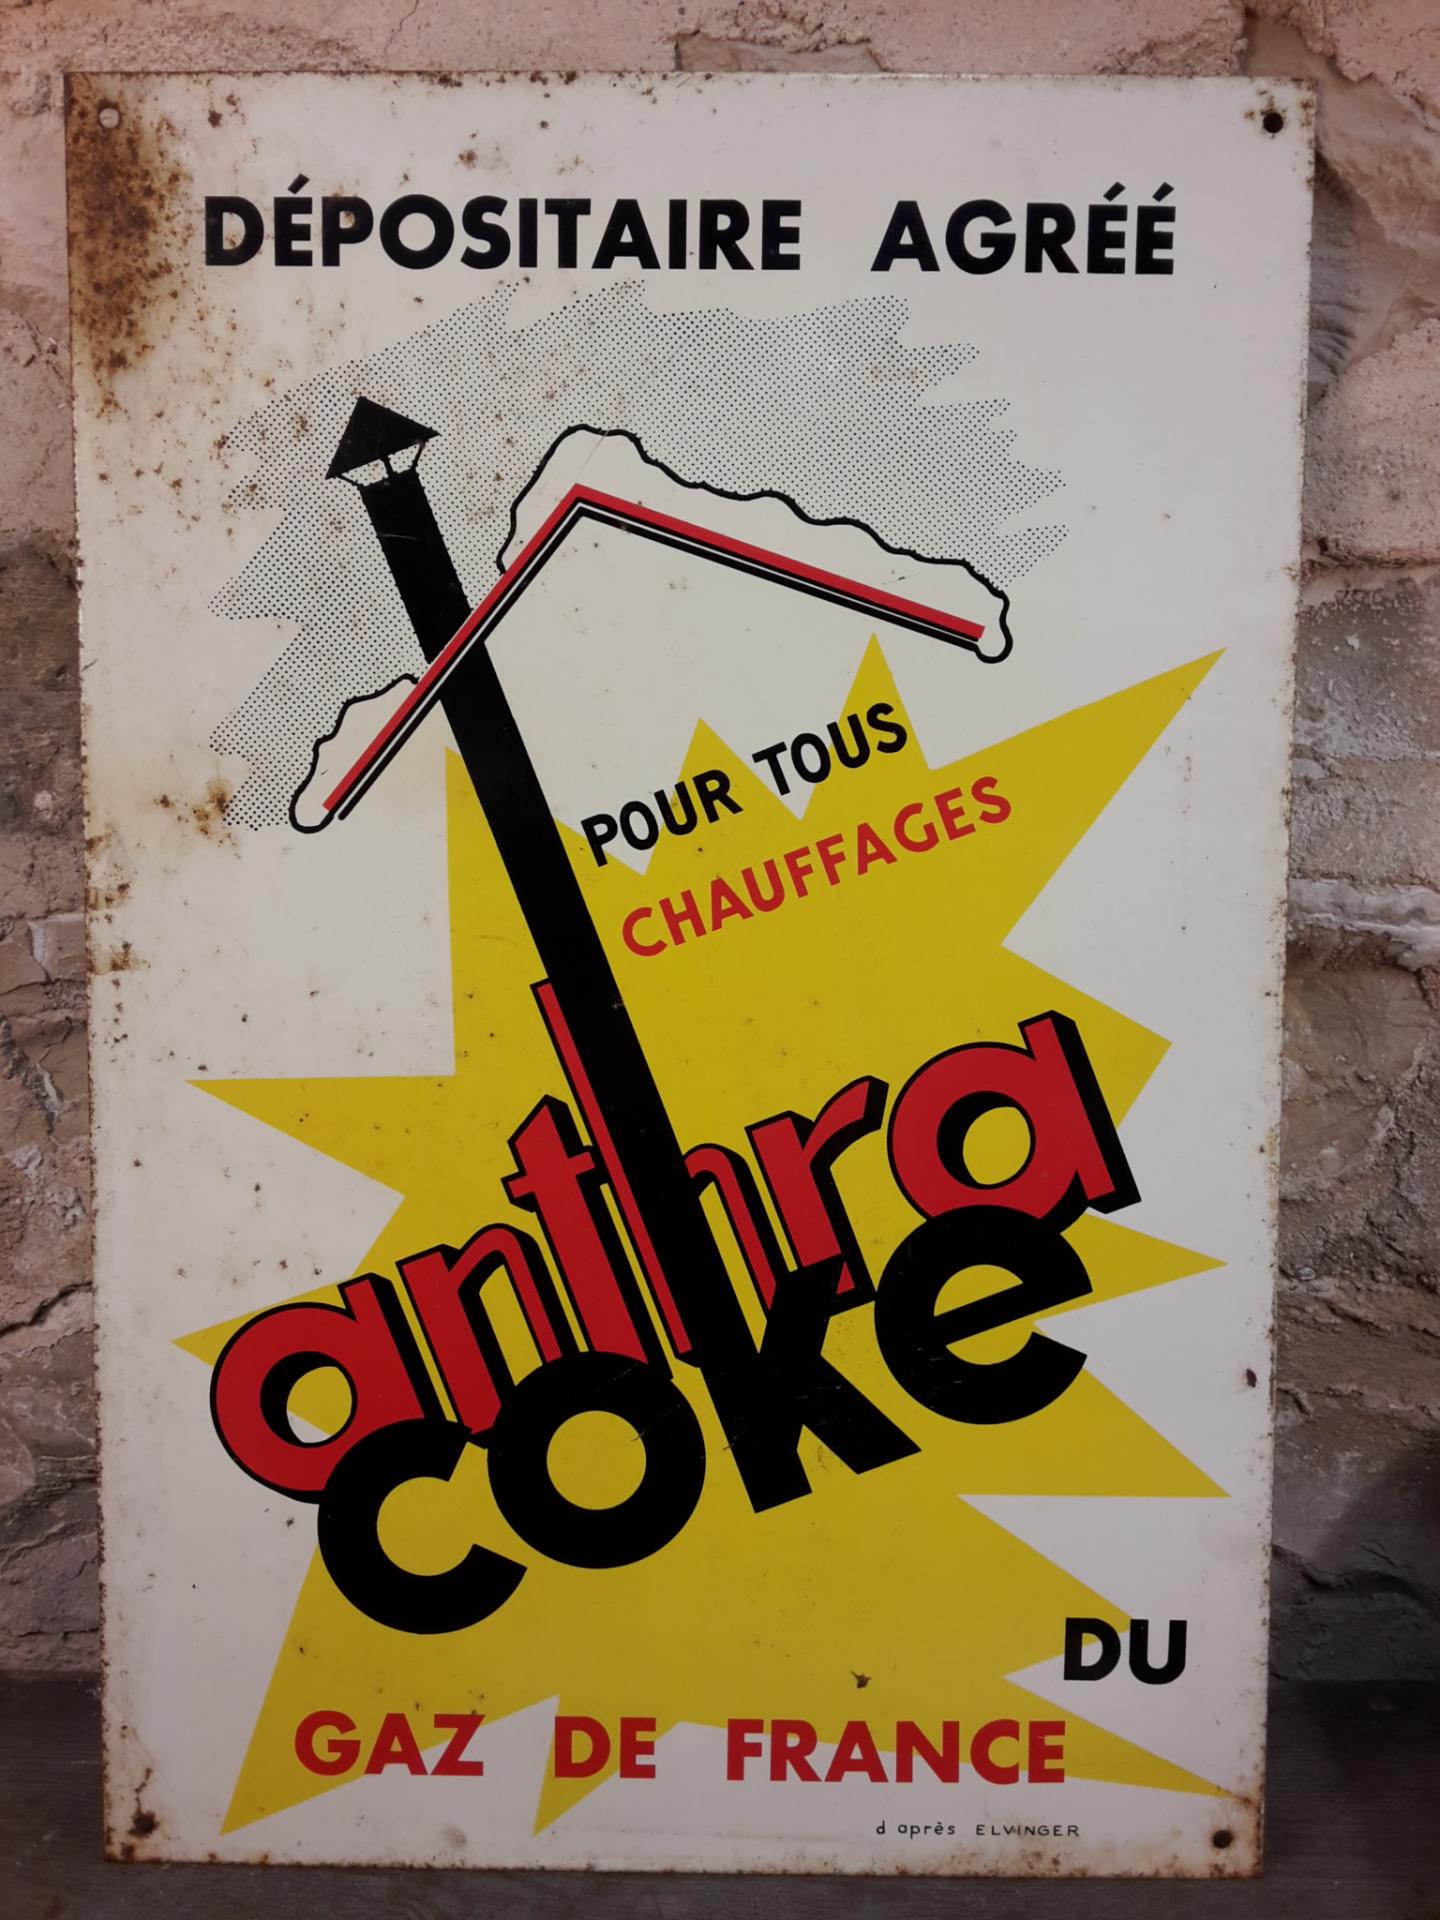 DÉPOSITAIRE AGRÉÉ
POUR TOUS
CHAUFFAGES
anthra
coke
DU
GAZ DE FRANCE
d après ELVINGER